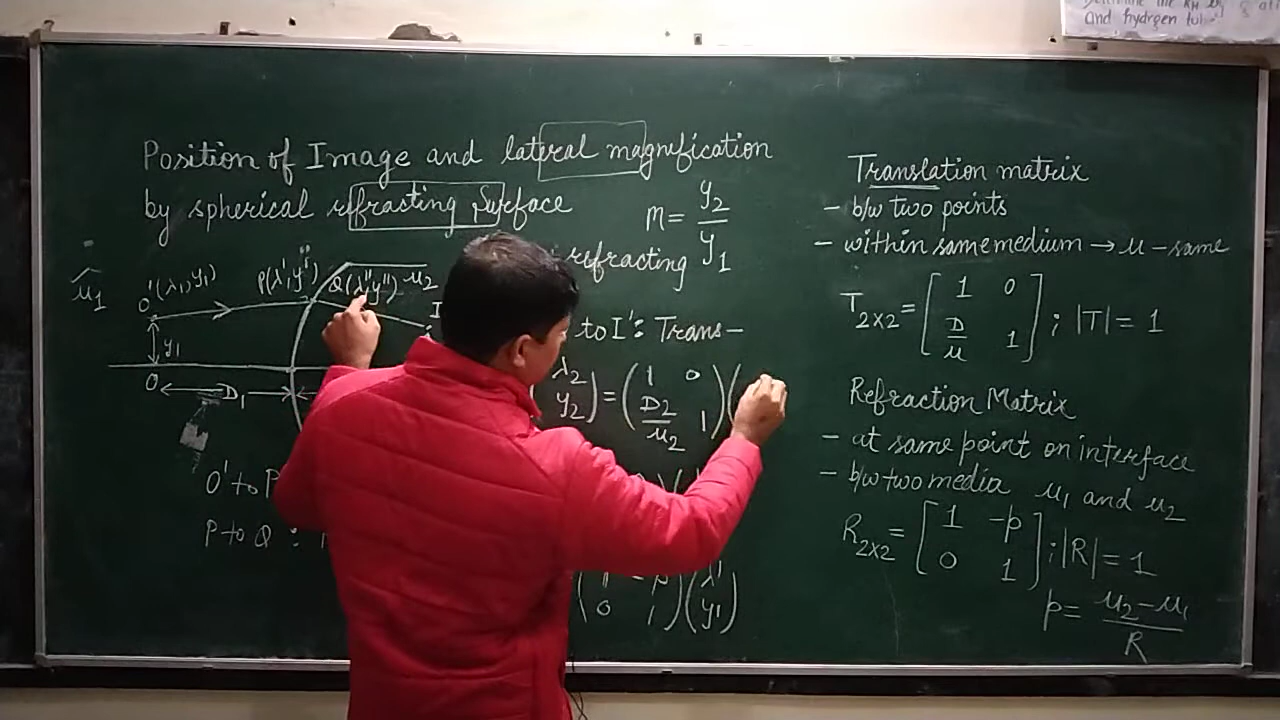 and hydrgen tube
Position of Image and lateral magnification
by spherical refracting Surface
m = y₂/y₁
refracting
μ₁
O'(λ₁, y₁)
P(λ', y')
Q(λ'', y'') μ₂
I
y₁
O
D₁
to I' : Trans–
λ₂
y₂ ) = ( 1 0
D₂/μ₂ 1 ) (
O' to P
P to Q :
( 1 -p
0 1 ) ( λ'
y' )
Translation matrix
- b/w two points
- within same medium → μ - same
T₂ₓ₂ = [ 1 0
D/μ 1 ] ; |T| = 1
Refraction Matrix
- at same point on interface
- b/w two media μ₁ and μ₂
R₂ₓ₂ = [ 1 -p
0 1 ] ; |R| = 1
p = μ₂ - μ₁ / R